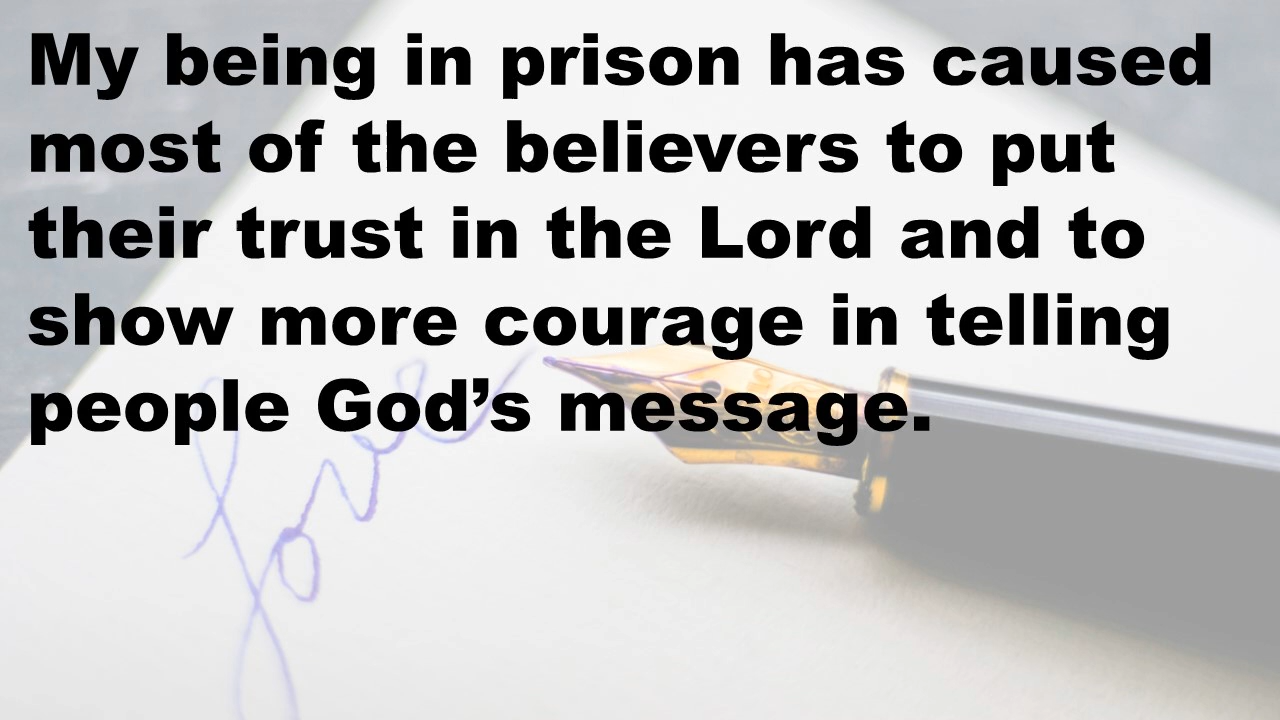 My being in prison has caused
most of the believers to put
their trust in the Lord and to
show more courage in telling
people God’s message.
love